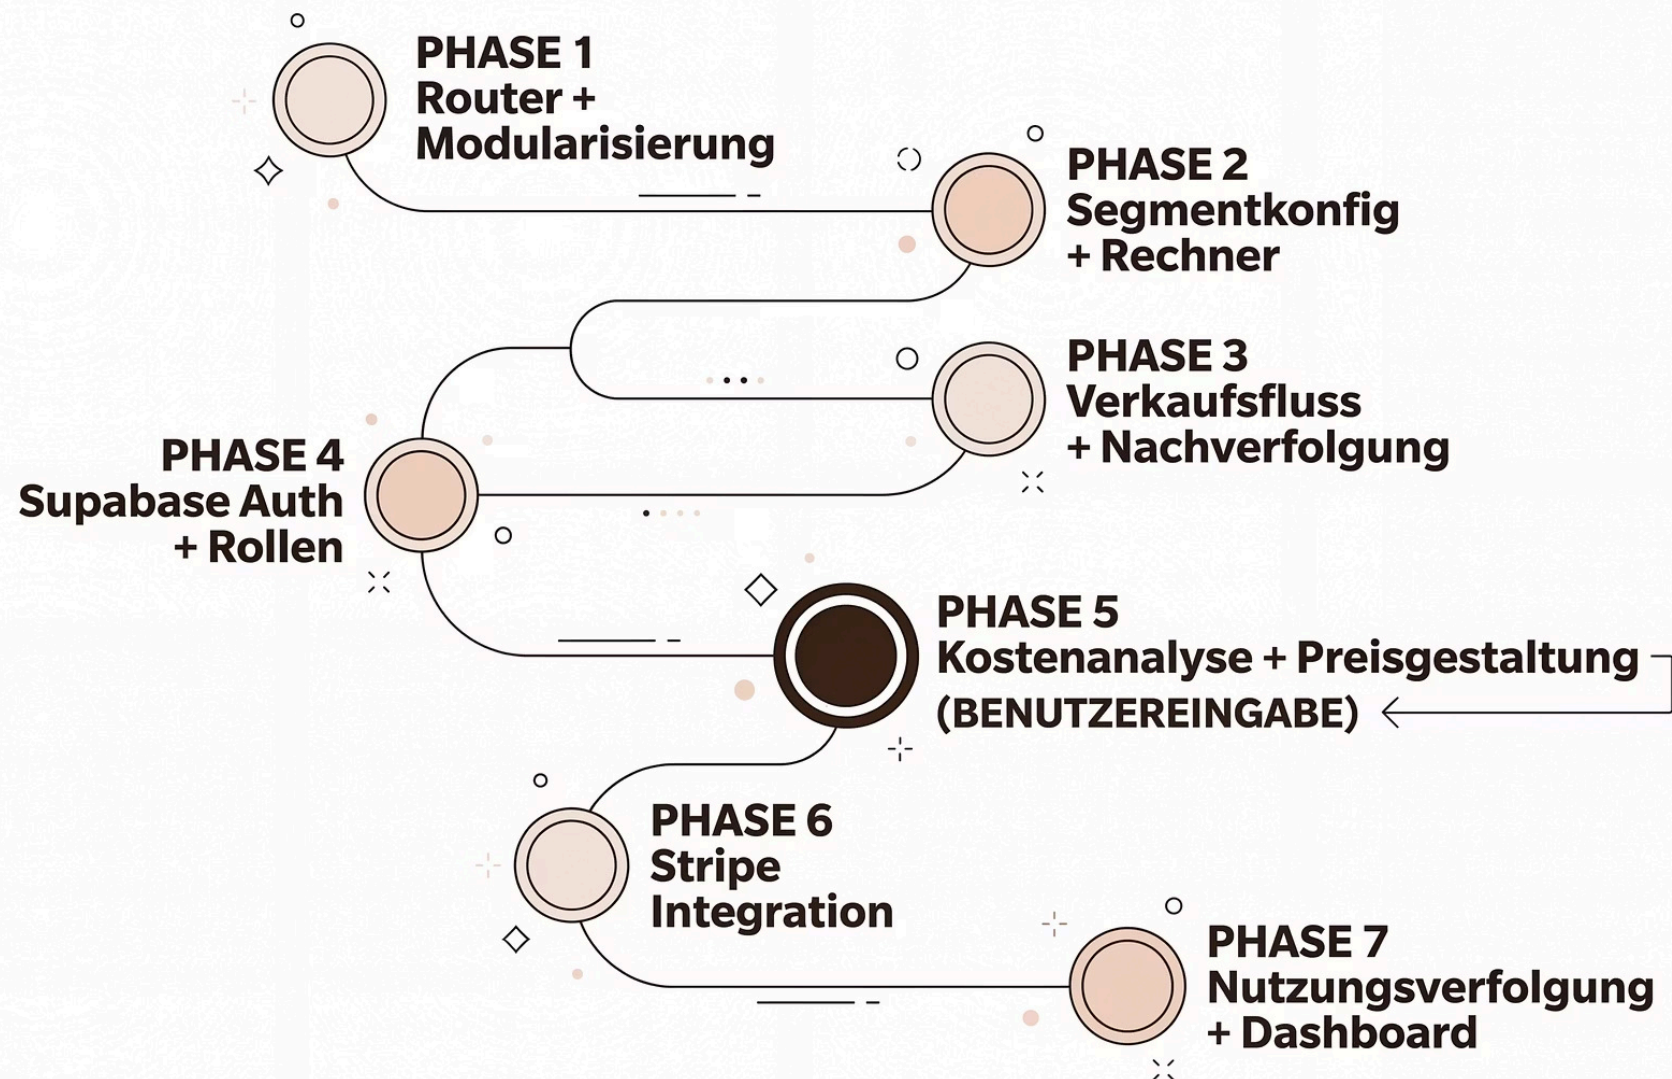 PHASE 1
Router +
Modularisierung
PHASE 2
Segmentkonfig
+ Rechner
PHASE 3
Verkaufsfluss
+ Nachverfolgung
PHASE 4
Supabase Auth
+ Rollen
PHASE 5
Kostenanalyse + Preisgestaltung
(BENUTZEREINGABE)
PHASE 6
Stripe
Integration
PHASE 7
Nutzungsverfolgung
+ Dashboard